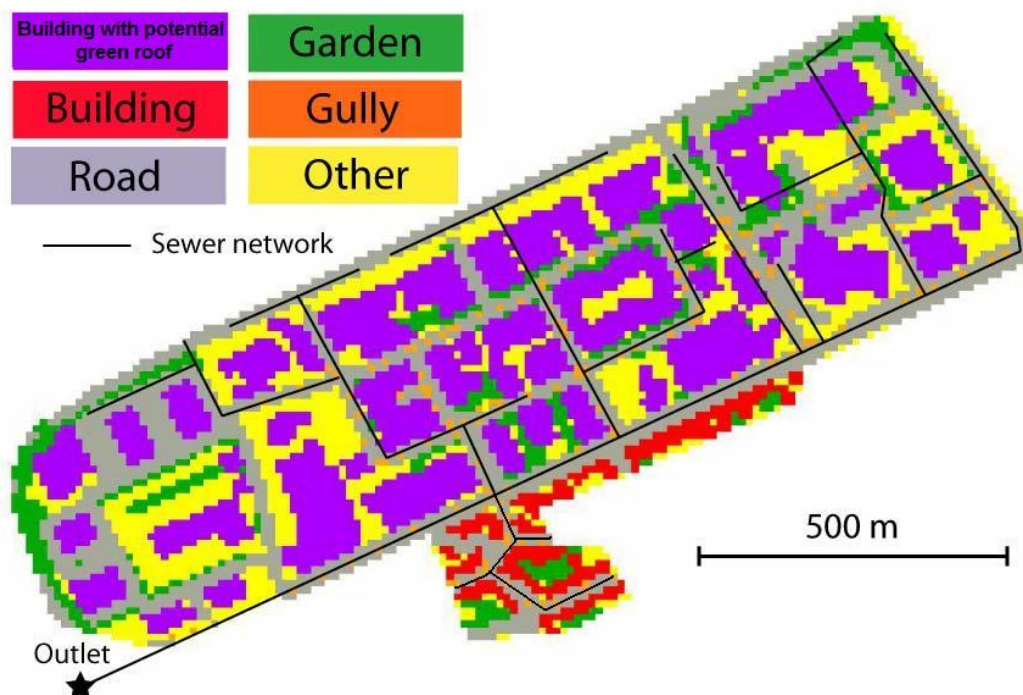 Building with potential
green roof
Garden
Building
Gully
Road
Other
Sewer network
500 m
Outlet